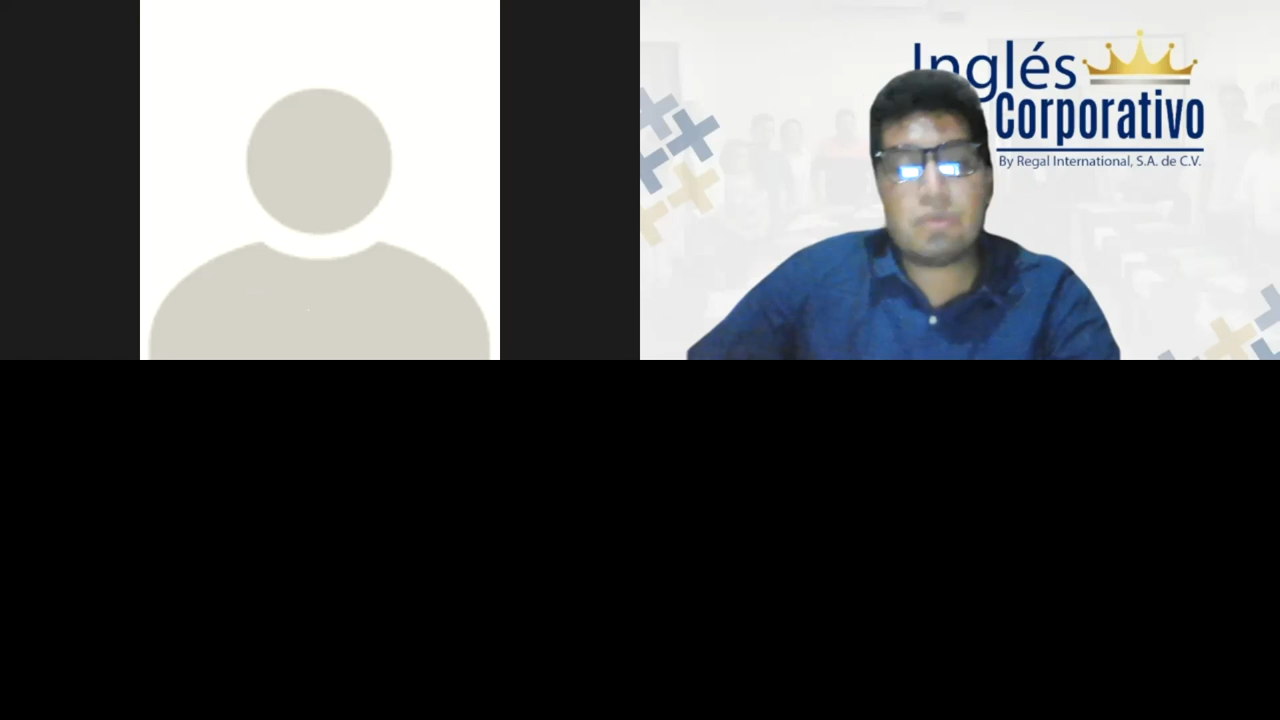 Inglés
Corporativo
By Regal International, S.A. de C.V.